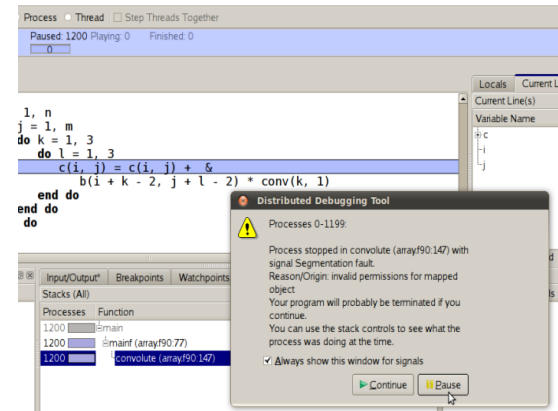 Process Thread Step Threads Together
Paused: 1200 Playing: 0 Finished: 0
0
Locals
Current Line(s)
Variable Name
c
i
j
1, n
j = 1, m
do k = 1, 3
do l = 1, 3
c(i, j) = c(i, j) + &
b(i + k - 2, j + l - 2) * conv(k, 1)
end do
end do
do
Distributed Debugging Tool
Processes 0-1199:
Process stopped in convolute (array.f90:147) with
signal Segmentation fault.
Reason/Origin: invalid permissions for mapped
object
Your program will probably be terminated if you
continue.
You can use the stack controls to see what the
process was doing at the time.
Always show this window for signals
Continue Pause
Input/Output* Breakpoints Watchpoints
Stacks (All)
Processes Function
1200 main
1200 mainf (array.f90:77)
1200 convolute (array.f90:147)